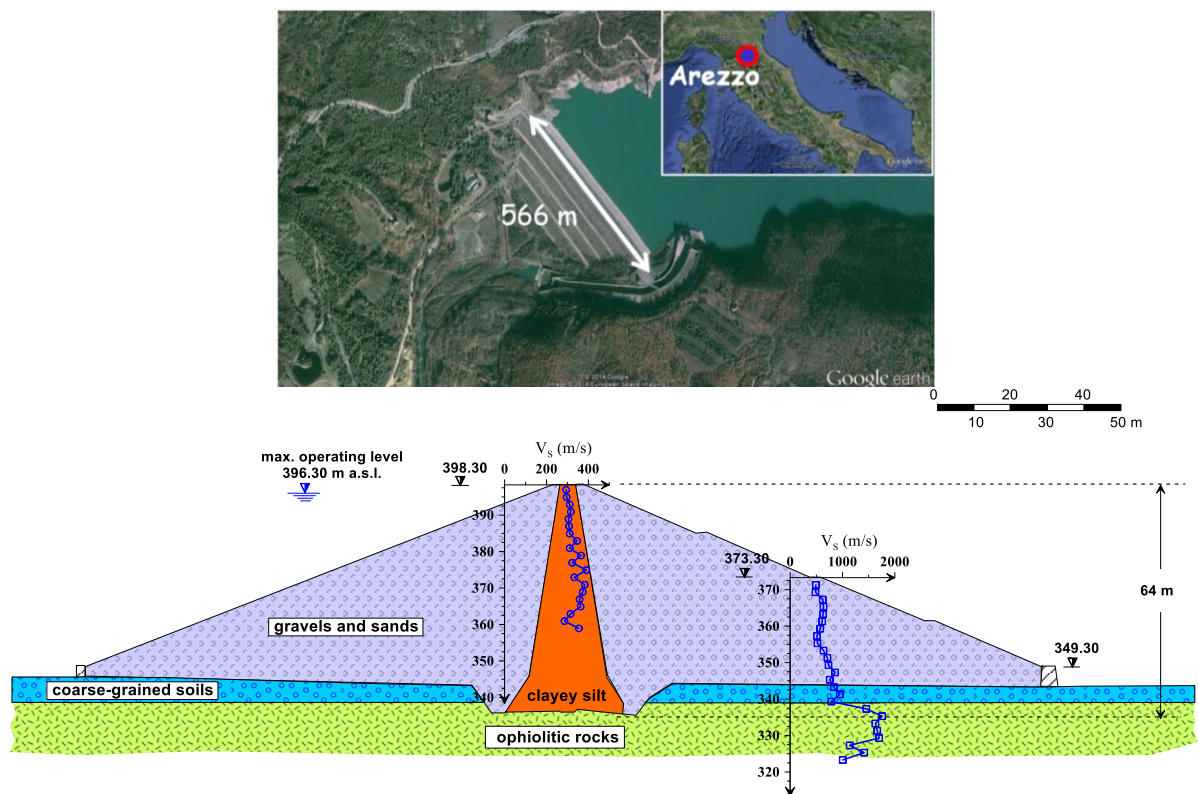 Arezzo
Google earth
566 m
© 2014 Google
Image © 2014 European Space Imaging
Google earth
0 20 40
10 30 50 m
max. operating level
396.30 m a.s.l.
398.30
VS (m/s)
0 200 400
390
380
370
360
350
340
373.30
VS (m/s)
0 1000 2000
370
360
350
340
330
320
64 m
349.30
gravels and sands
coarse-grained soils
clayey silt
ophiolitic rocks